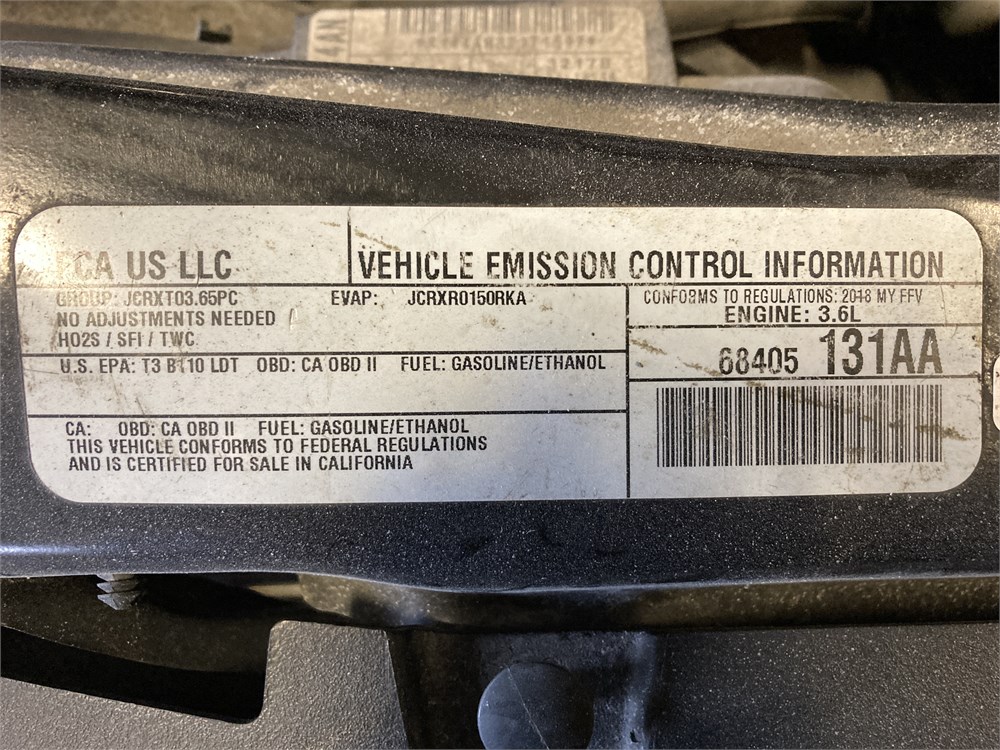 4AN
FCA US LLC
VEHICLE EMISSION CONTROL INFORMATION
GROUP: JCRXT03.65PC EVAP: JCRXR0150RKA
NO ADJUSTMENTS NEEDED
HO2S / SFI / TWC
CONFORMS TO REGULATIONS: 2018 MY FFV
ENGINE: 3.6L
68405 131AA
U.S. EPA: T3 B110 LDT OBD: CA OBD II FUEL: GASOLINE/ETHANOL
CA: OBD: CA OBD II FUEL: GASOLINE/ETHANOL
THIS VEHICLE CONFORMS TO FEDERAL REGULATIONS
AND IS CERTIFIED FOR SALE IN CALIFORNIA